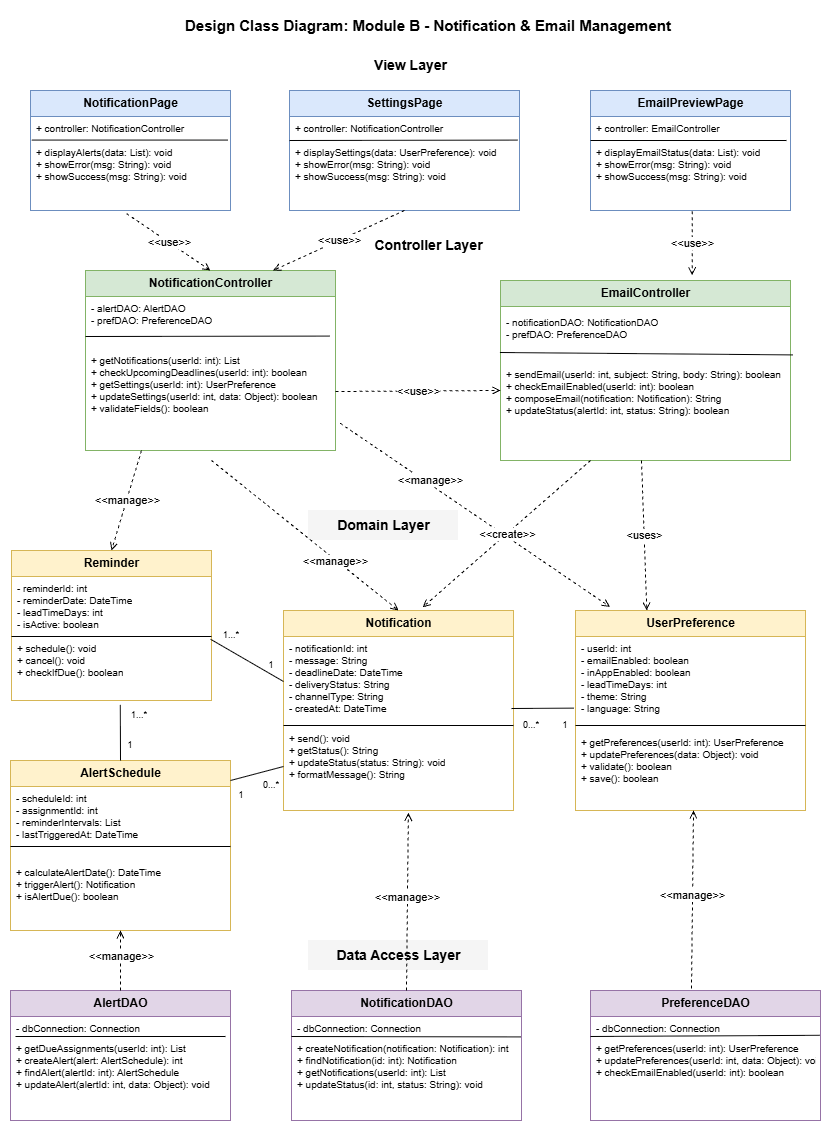 Design Class Diagram: Module B - Notification & Email Management
View Layer
NotificationPage
+ controller: NotificationController
+ displayAlerts(data: List): void
+ showError(msg: String): void
+ showSuccess(msg: String): void
SettingsPage
+ controller: NotificationController
+ displaySettings(data: UserPreference): void
+ showError(msg: String): void
+ showSuccess(msg: String): void
EmailPreviewPage
+ controller: EmailController
+ displayEmailStatus(data: List): void
+ showError(msg: String): void
+ showSuccess(msg: String): void
<<use>>
<<use>>
<<use>>
Controller Layer
NotificationController
- alertDAO: AlertDAO
- prefDAO: PreferenceDAO
+ getNotifications(userId: int): List
+ checkUpcomingDeadlines(userId: int): boolean
+ getSettings(userId: int): UserPreference
+ updateSettings(userId: int, data: Object): boolean
+ validateFields(): boolean
<<use>>
EmailController
- notificationDAO: NotificationDAO
- prefDAO: PreferenceDAO
+ sendEmail(userId: int, subject: String, body: String): boolean
+ checkEmailEnabled(userId: int): boolean
+ composeEmail(notification: Notification): String
+ updateStatus(alertId: int, status: String): boolean
<<manage>>
<<manage>>
<<manage>>
<<create>>
<uses>
Domain Layer
Reminder
- reminderId: int
- reminderDate: DateTime
- leadTimeDays: int
- isActive: boolean
+ schedule(): void
+ cancel(): void
+ checkIfDue(): boolean
1...*
1
Notification
- notificationId: int
- message: String
- deadlineDate: DateTime
- deliveryStatus: String
- channelType: String
- createdAt: DateTime
+ send(): void
+ getStatus(): String
+ updateStatus(status: String): void
+ formatMessage(): String
0...*
1
UserPreference
- userId: int
- emailEnabled: boolean
- inAppEnabled: boolean
- leadTimeDays: int
- theme: String
- language: String
+ getPreferences(userId: int): UserPreference
+ updatePreferences(data: Object): void
+ validate(): boolean
+ save(): boolean
1...*
1
AlertSchedule
- scheduleId: int
- assignmentId: int
- reminderIntervals: List
- lastTriggeredAt: DateTime
+ calculateAlertDate(): DateTime
+ triggerAlert(): Notification
+ isAlertDue(): boolean
0...*
1
<<manage>>
<<manage>>
<<manage>>
Data Access Layer
AlertDAO
- dbConnection: Connection
+ getDueAssignments(userId: int): List
+ createAlert(alert: AlertSchedule): int
+ findAlert(alertId: int): AlertSchedule
+ updateAlert(alertId: int, data: Object): void
NotificationDAO
- dbConnection: Connection
+ createNotification(notification: Notification): int
+ findNotification(id: int): Notification
+ getNotifications(userId: int): List
+ updateStatus(id: int, status: String): void
PreferenceDAO
- dbConnection: Connection
+ getPreferences(userId: int): UserPreference
+ updatePreferences(userId: int, data: Object): vo
+ checkEmailEnabled(userId: int): boolean